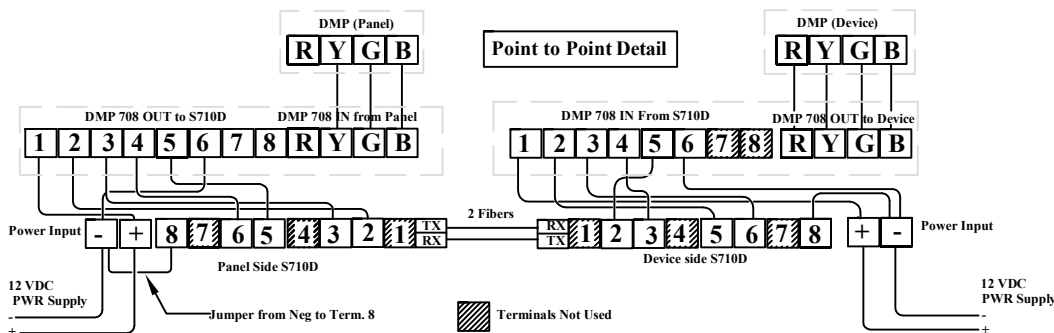 DMP (Panel)
R Y G B
Point to Point Detail
DMP (Device)
R Y G B
DMP 708 OUT to S710D
DMP 708 IN from Panel
1 2 3 4 5 6 7 8 R Y G B
DMP 708 IN From S710D
DMP 708 OUT to Device
1 2 3 4 5 6 7 8 R Y G B
Power Input
- + 8 7 6 5 4 3 2 1
TX
RX
2 Fibers
RX
TX
1 2 3 4 5 6 7 8 + -
Power Input
Panel Side S710D
Device side S710D
12 VDC
PWR Supply
-
+
Jumper from Neg to Term. 8
Terminals Not Used
12 VDC
PWR Supply
-
+